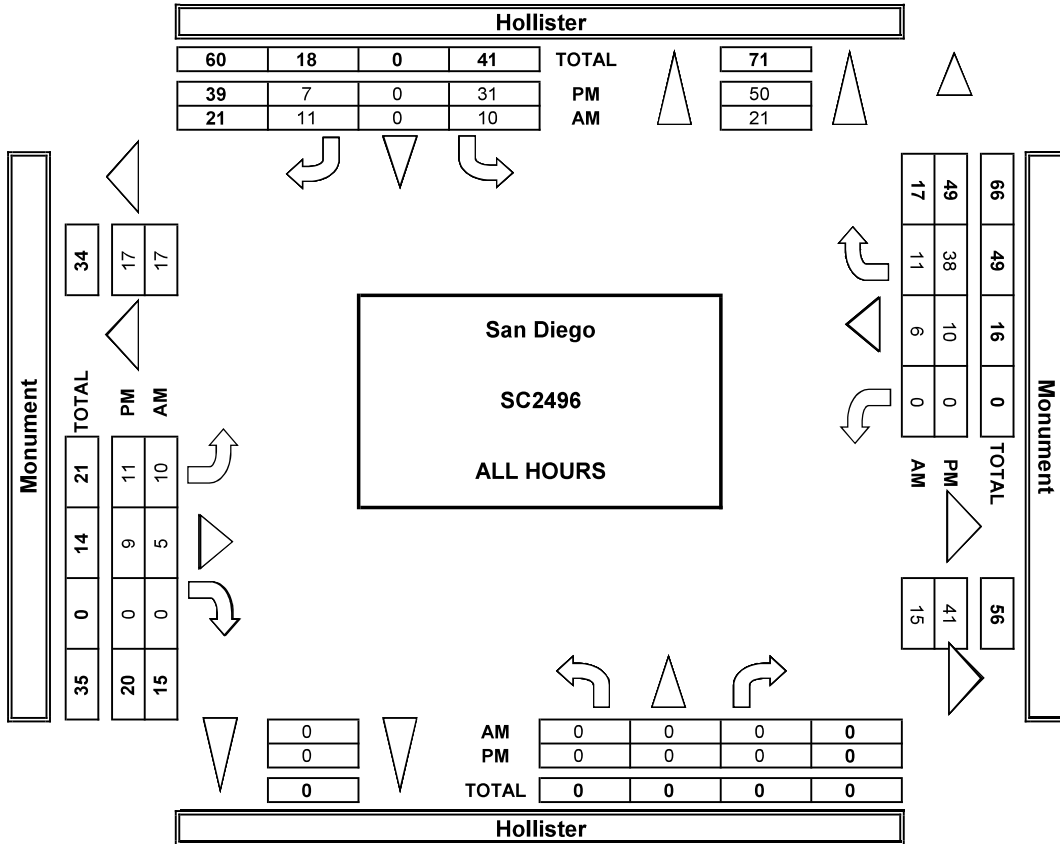 Hollister
60 18 0 41 TOTAL 71
39 7 0 31 PM 50
21 11 0 10 AM 21
Monument
34
17
17
TOTAL
PM
AM
21 14 0 35
11 9 0 20
10 5 0 15
San Diego
SC2496
ALL HOURS
17 11 6 0 AM 15
49 38 10 0 PM 41
66 49 16 0 TOTAL 56
Monument
0 AM 0 0 0 0
0 PM 0 0 0 0
0 TOTAL 0 0 0 0
Hollister